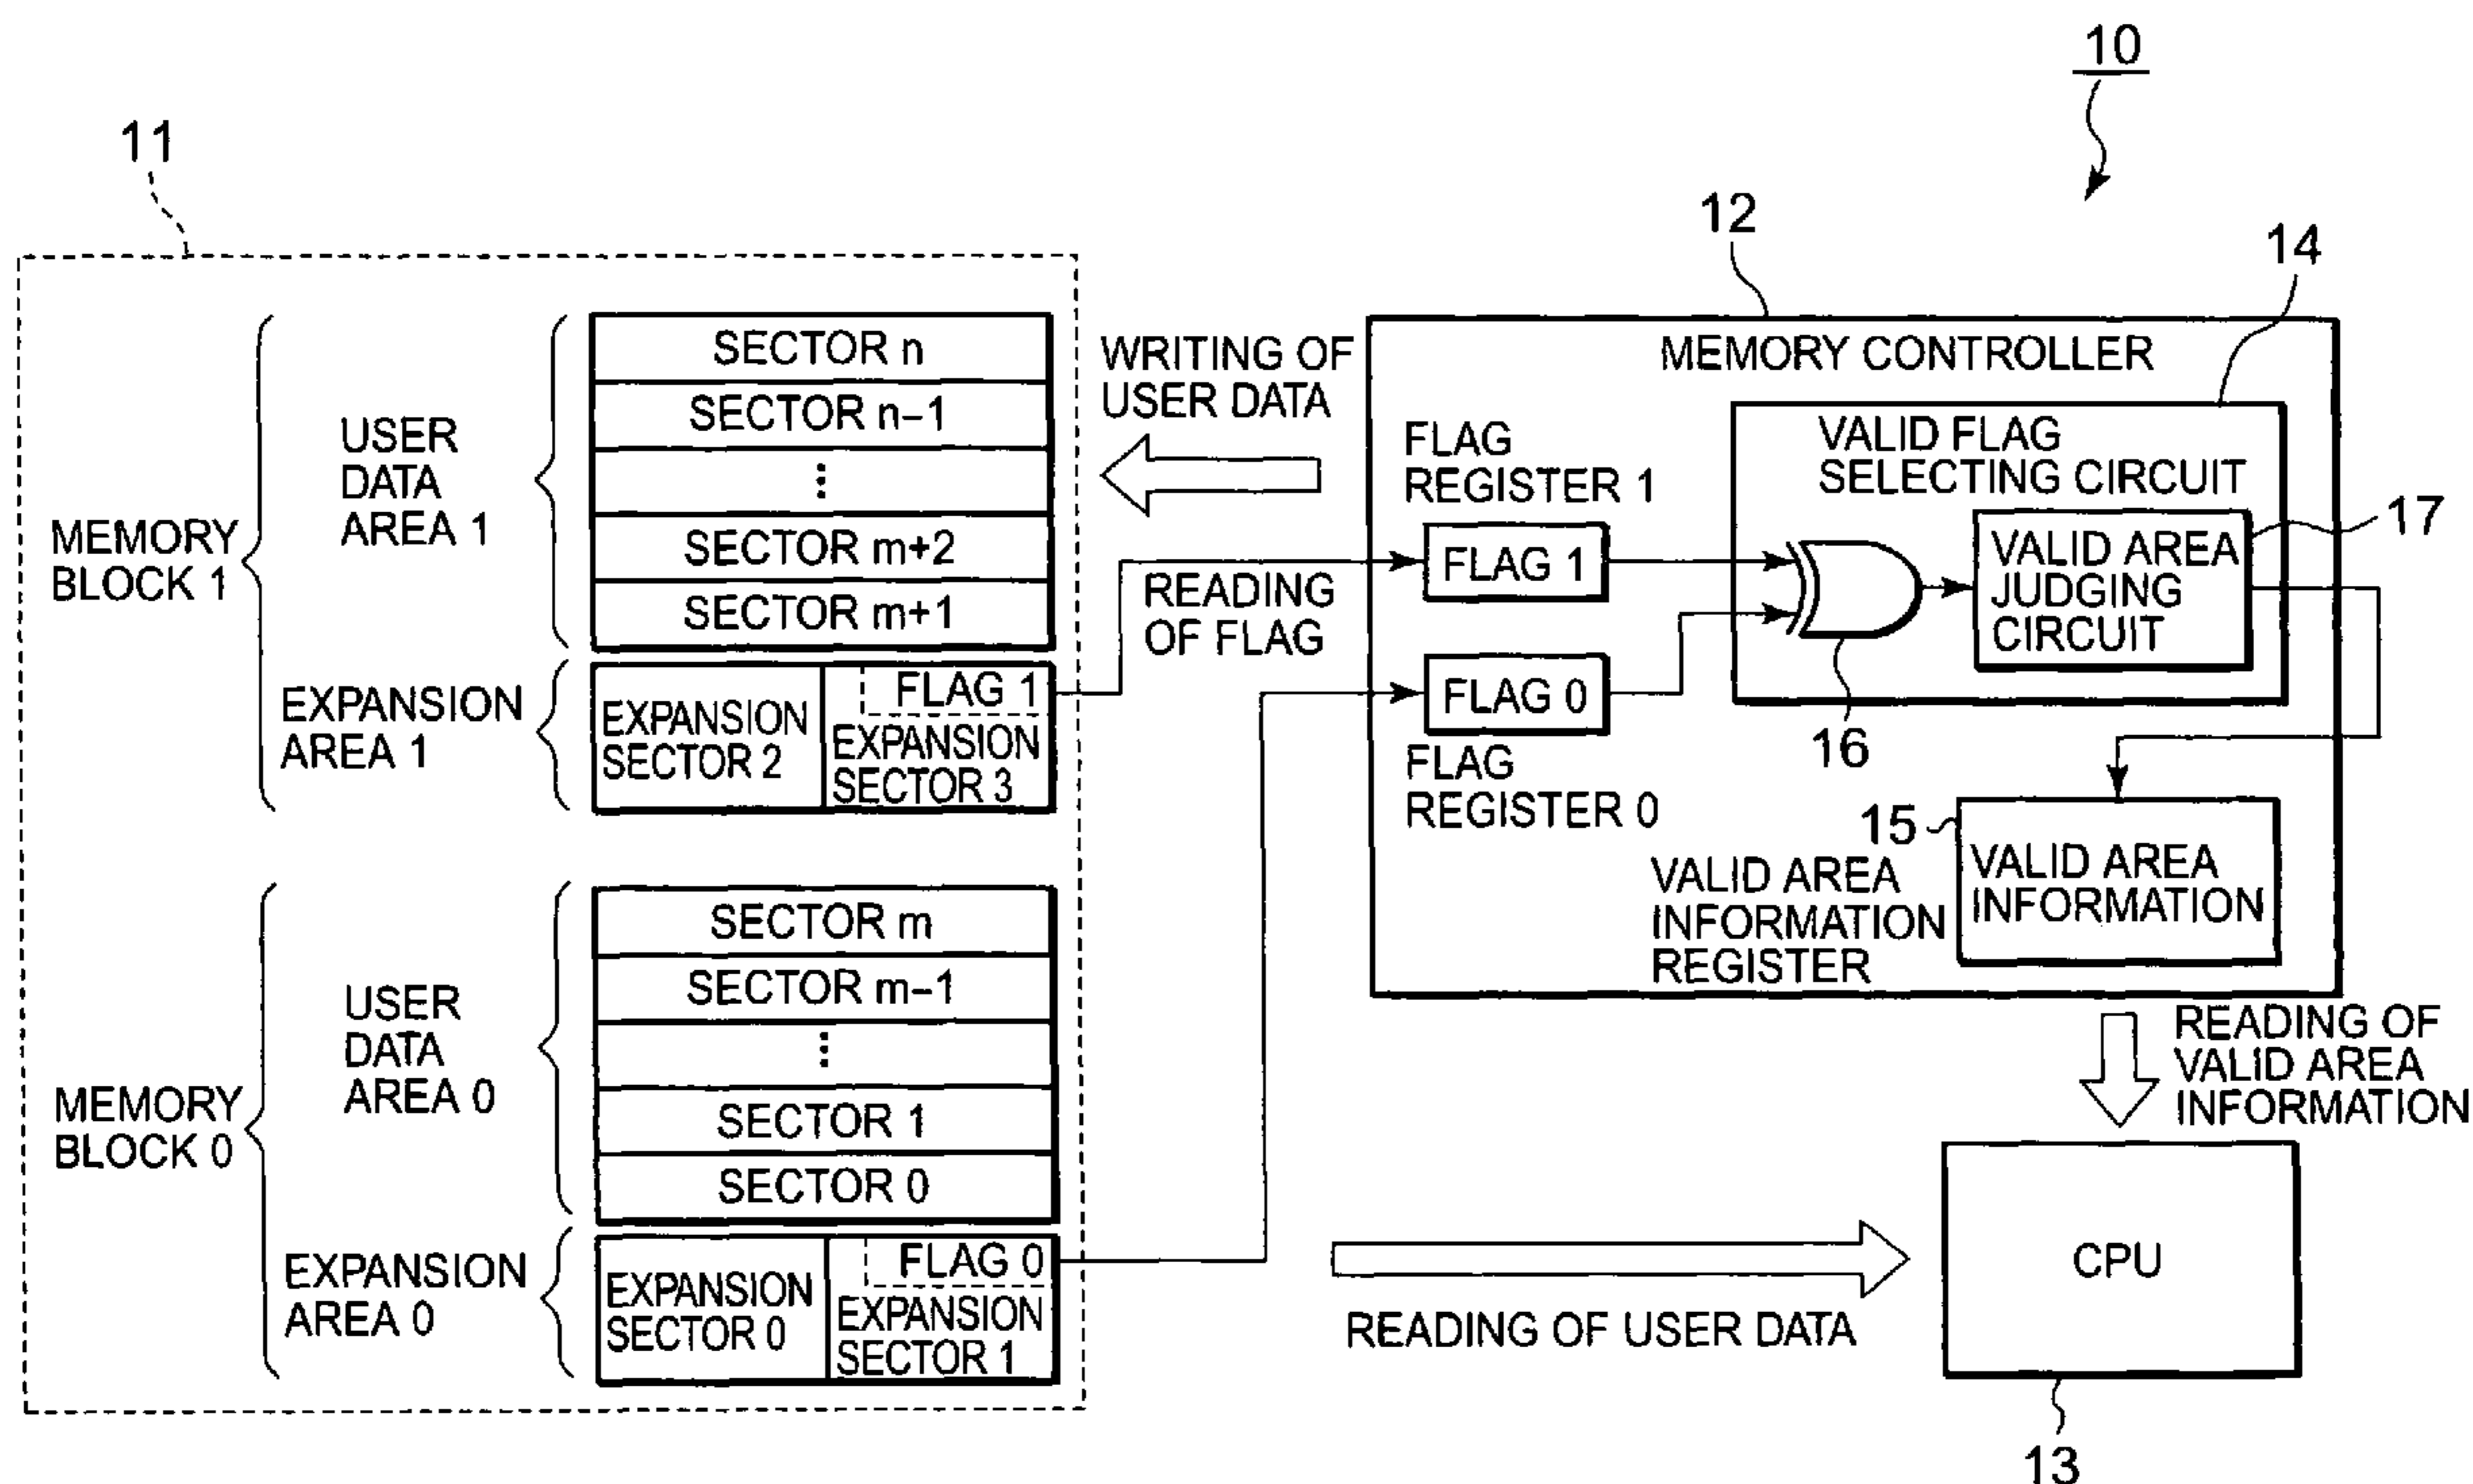 10
11
12
14
MEMORY
BLOCK 1
USER
DATA
AREA 1
SECTOR n
SECTOR n-1
⋮
SECTOR m+2
SECTOR m+1
EXPANSION
AREA 1
EXPANSION
SECTOR 2
FLAG 1
EXPANSION
SECTOR 3
MEMORY
BLOCK 0
USER
DATA
AREA 0
SECTOR m
SECTOR m-1
⋮
SECTOR 1
SECTOR 0
EXPANSION
AREA 0
EXPANSION
SECTOR 0
FLAG 0
EXPANSION
SECTOR 1
WRITING OF
USER DATA
READING
OF FLAG
MEMORY CONTROLLER
FLAG
REGISTER 1
FLAG 1
FLAG 0
FLAG
REGISTER 0
VALID FLAG
SELECTING CIRCUIT
VALID AREA
JUDGING
CIRCUIT
17
16
15
VALID AREA
INFORMATION
REGISTER
VALID AREA
INFORMATION
READING OF
VALID AREA
INFORMATION
READING OF USER DATA
CPU
13